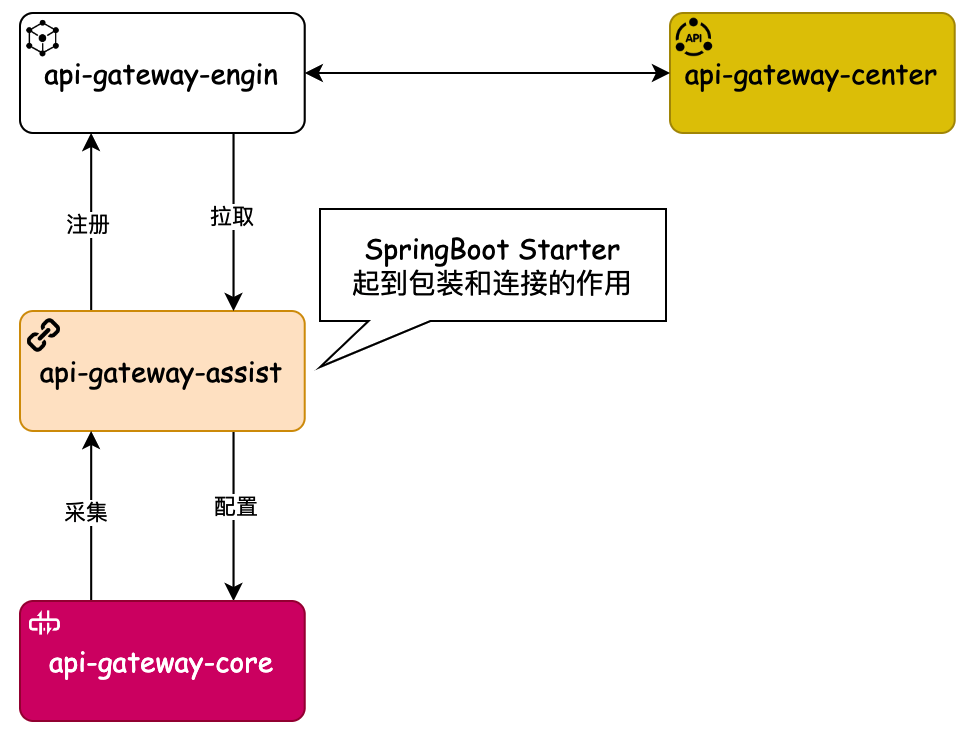 api-gateway-engin
API
api-gateway-center
注册
拉取
SpringBoot Starter
起到包装和连接的作用
api-gateway-assist
采集
配置
api-gateway-core